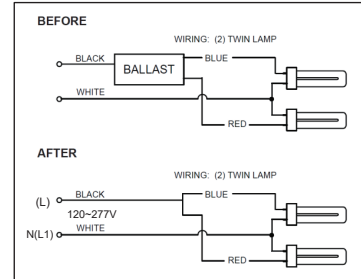 BEFORE
WIRING: (2) TWIN LAMP
BLACK
BLUE
BALLAST
WHITE
RED
AFTER
WIRING: (2) TWIN LAMP
(L)
BLACK
BLUE
120~277V
N(L1)
WHITE
RED